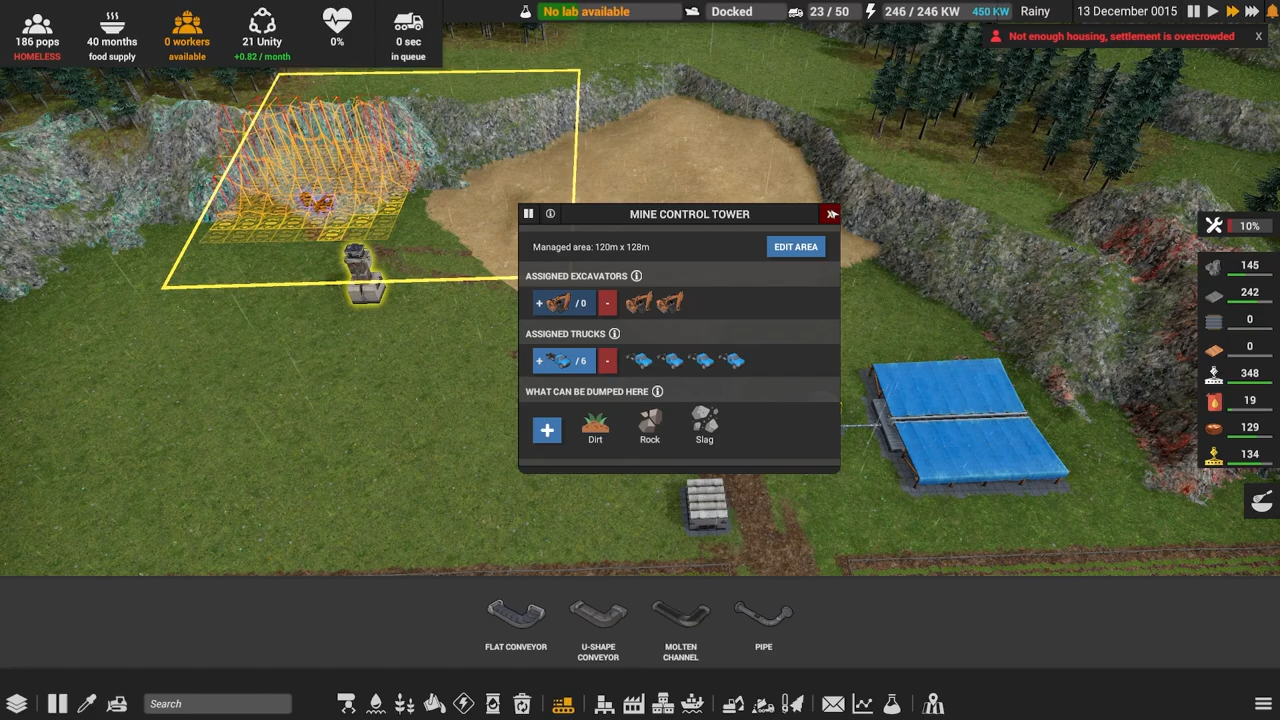 186 pops
HOMELESS
40 months
food supply
0 workers
available
21 Unity
+0.82 / month
0%
0 sec
in queue
No lab available
Docked
23 / 50
246 / 246 KW
450 KW
Rainy
13 December 0015
Not enough housing, settlement is overcrowded
X
MINE CONTROL TOWER
Managed area: 120m x 128m
EDIT AREA
ASSIGNED EXCAVATORS
+ / 0
-
ASSIGNED TRUCKS
+ / 6
-
WHAT CAN BE DUMPED HERE
+
Dirt
Rock
Slag
10%
145
242
0
0
348
19
129
134
FLAT CONVEYOR
U-SHAPE
CONVEYOR
MOLTEN
CHANNEL
PIPE
Search